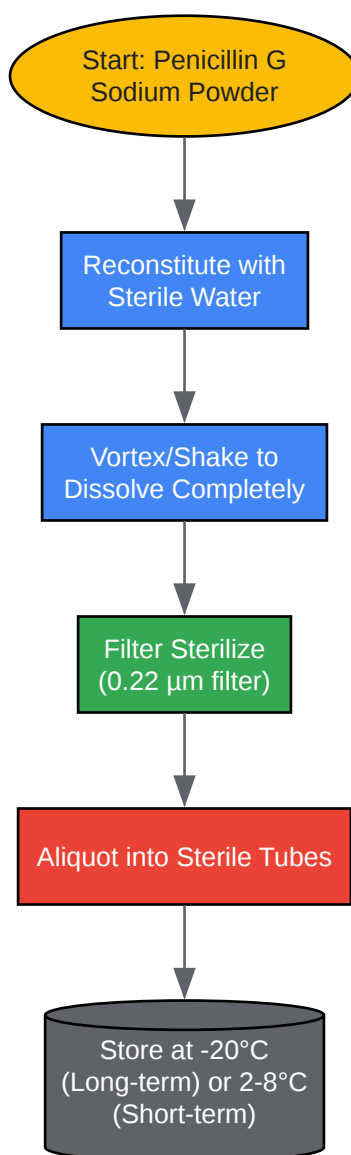 Start: Penicillin G
Sodium Powder
Reconstitute with
Sterile Water
Vortex/Shake to
Dissolve Completely
Filter Sterilize
(0.22 µm filter)
Aliquot into Sterile Tubes
Store at -20°C
(Long-term) or 2-8°C
(Short-term)